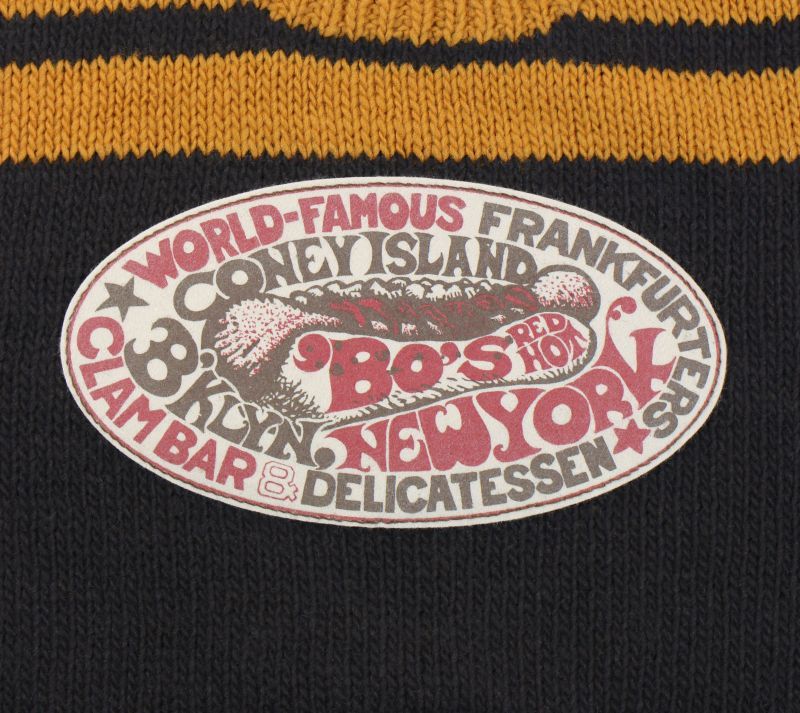 WORLD-FAMOUS FRANKFURTERS
CONEY ISLAND
'BO'S RED HOT"
B'KLYN, NEW YORK
CLAM BAR & DELICATESSEN